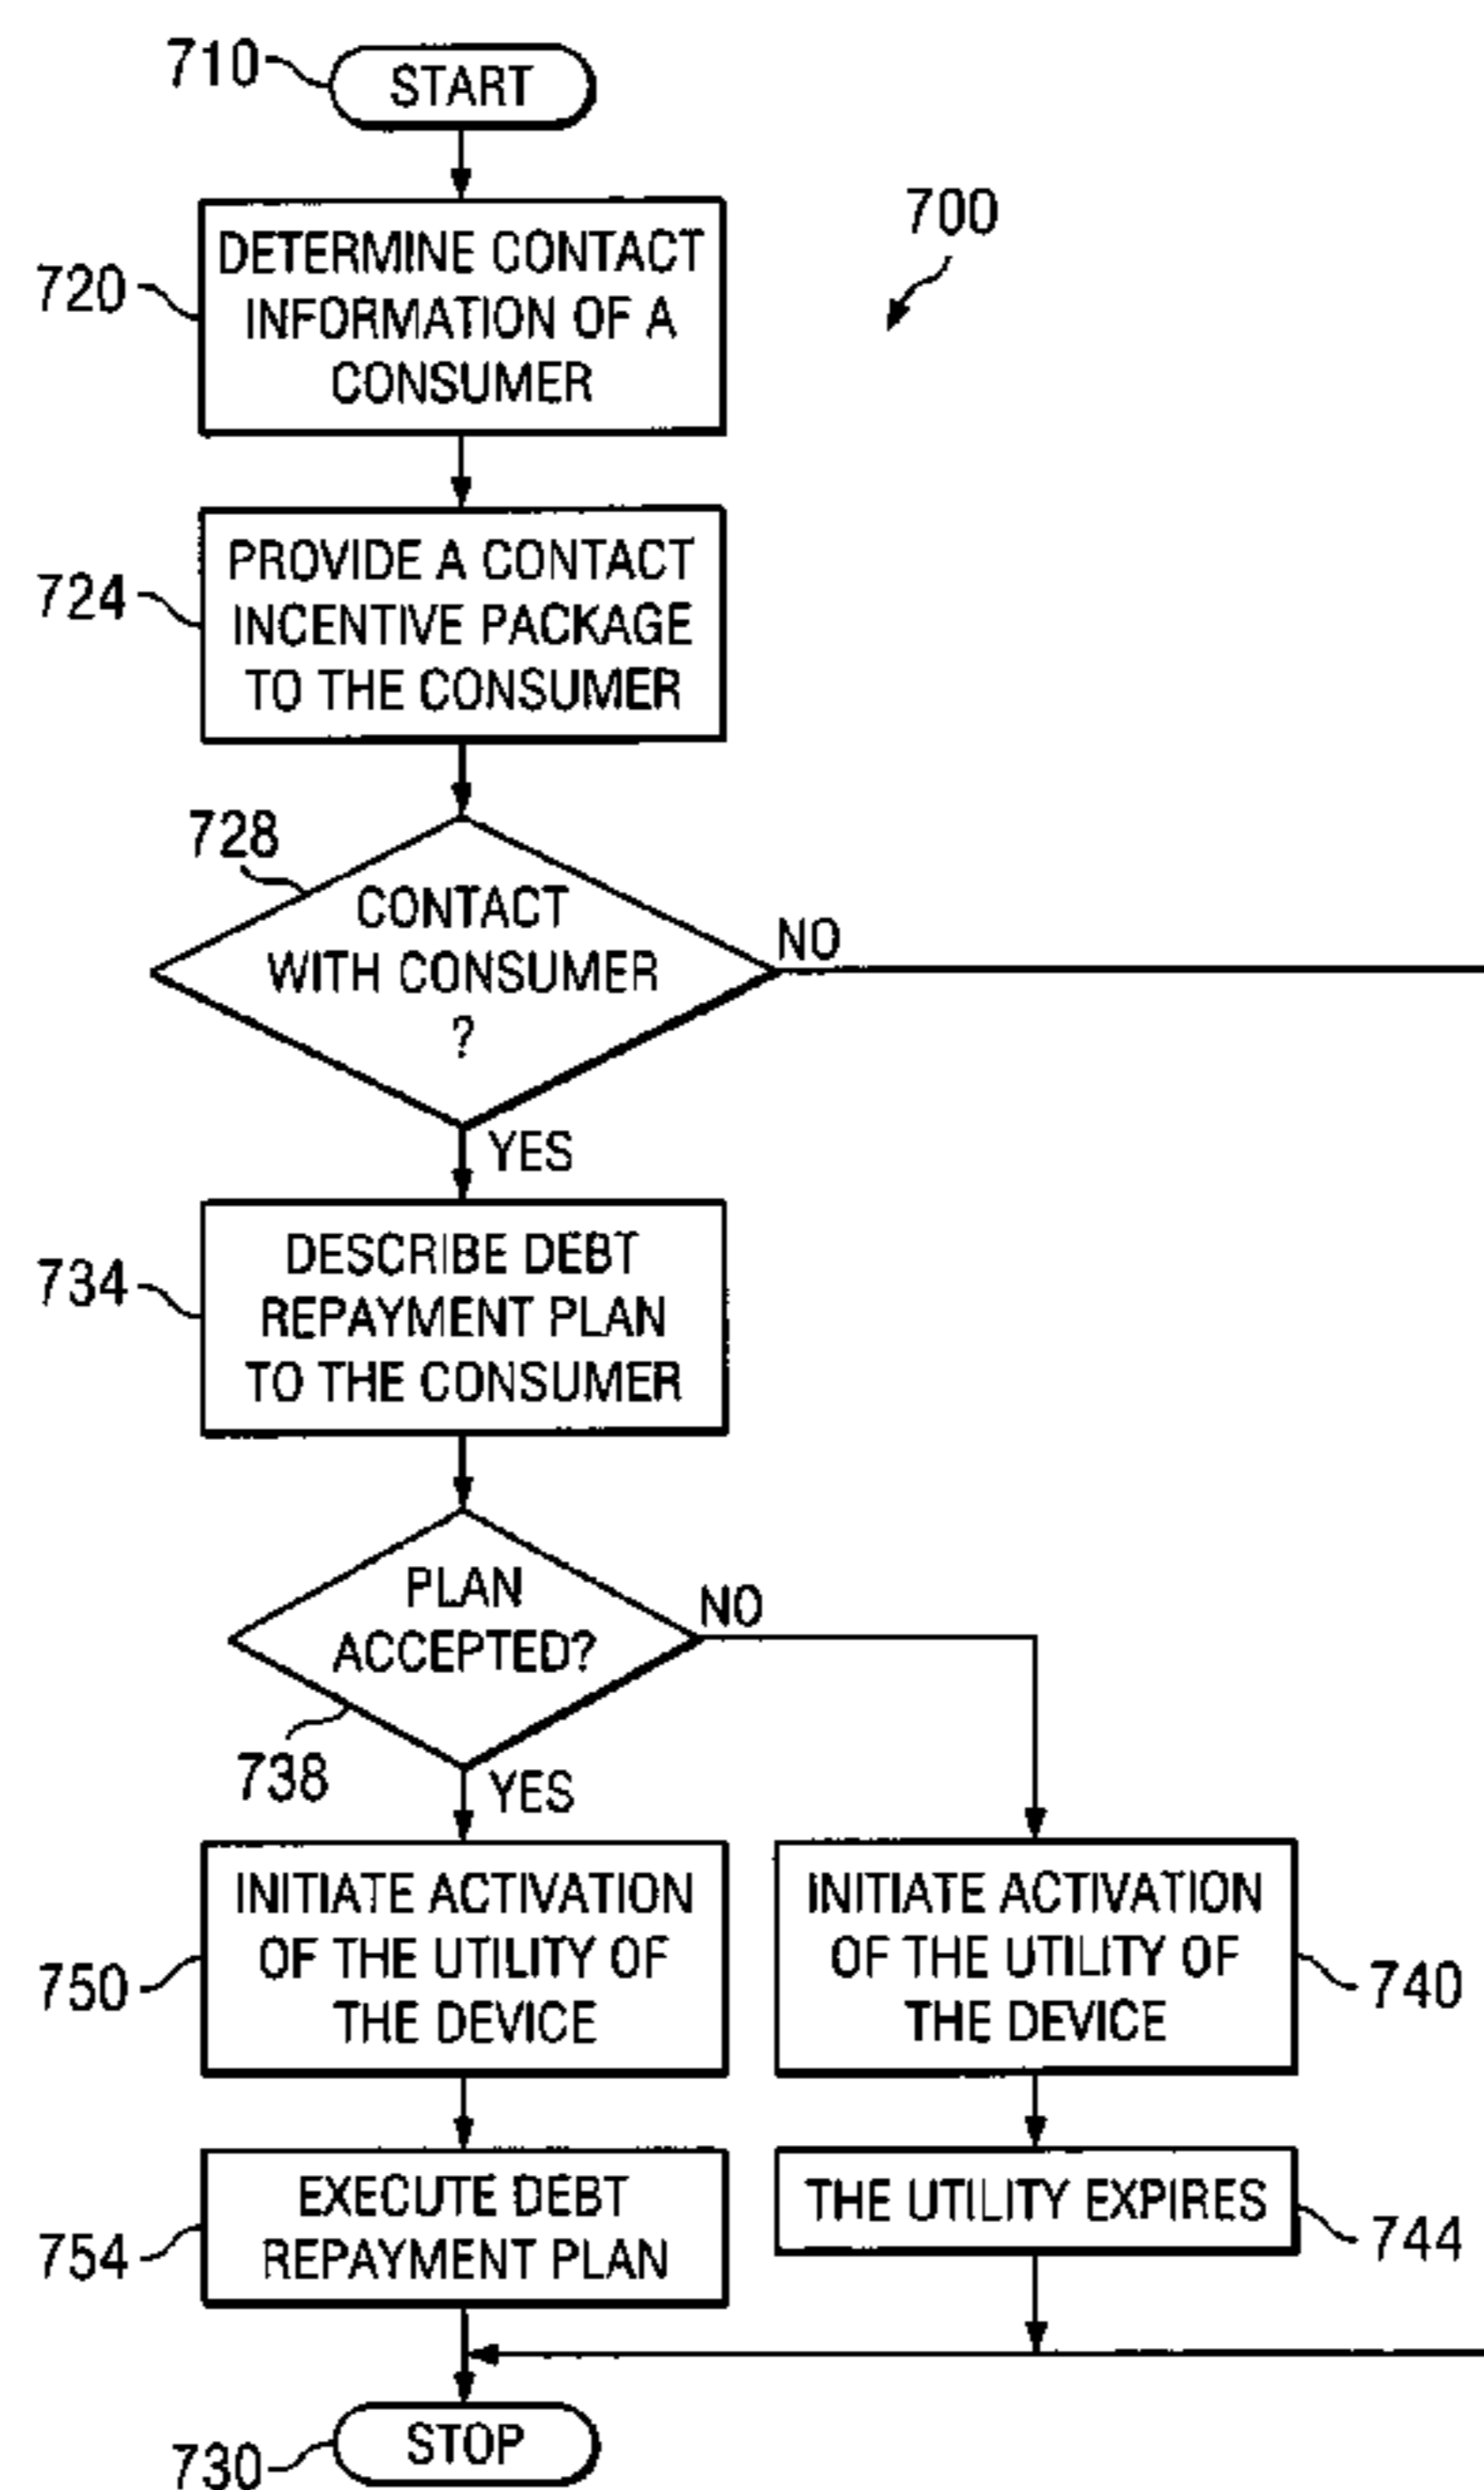 710
START
700
720
DETERMINE CONTACT
INFORMATION OF A
CONSUMER
724
PROVIDE A CONTACT
INCENTIVE PACKAGE
TO THE CONSUMER
728
CONTACT
WITH CONSUMER
?
NO
YES
734
DESCRIBE DEBT
REPAYMENT PLAN
TO THE CONSUMER
PLAN
ACCEPTED?
NO
738
YES
750
INITIATE ACTIVATION
OF THE UTILITY OF
THE DEVICE
INITIATE ACTIVATION
OF THE UTILITY OF
THE DEVICE
740
754
EXECUTE DEBT
REPAYMENT PLAN
THE UTILITY EXPIRES
744
STOP
730